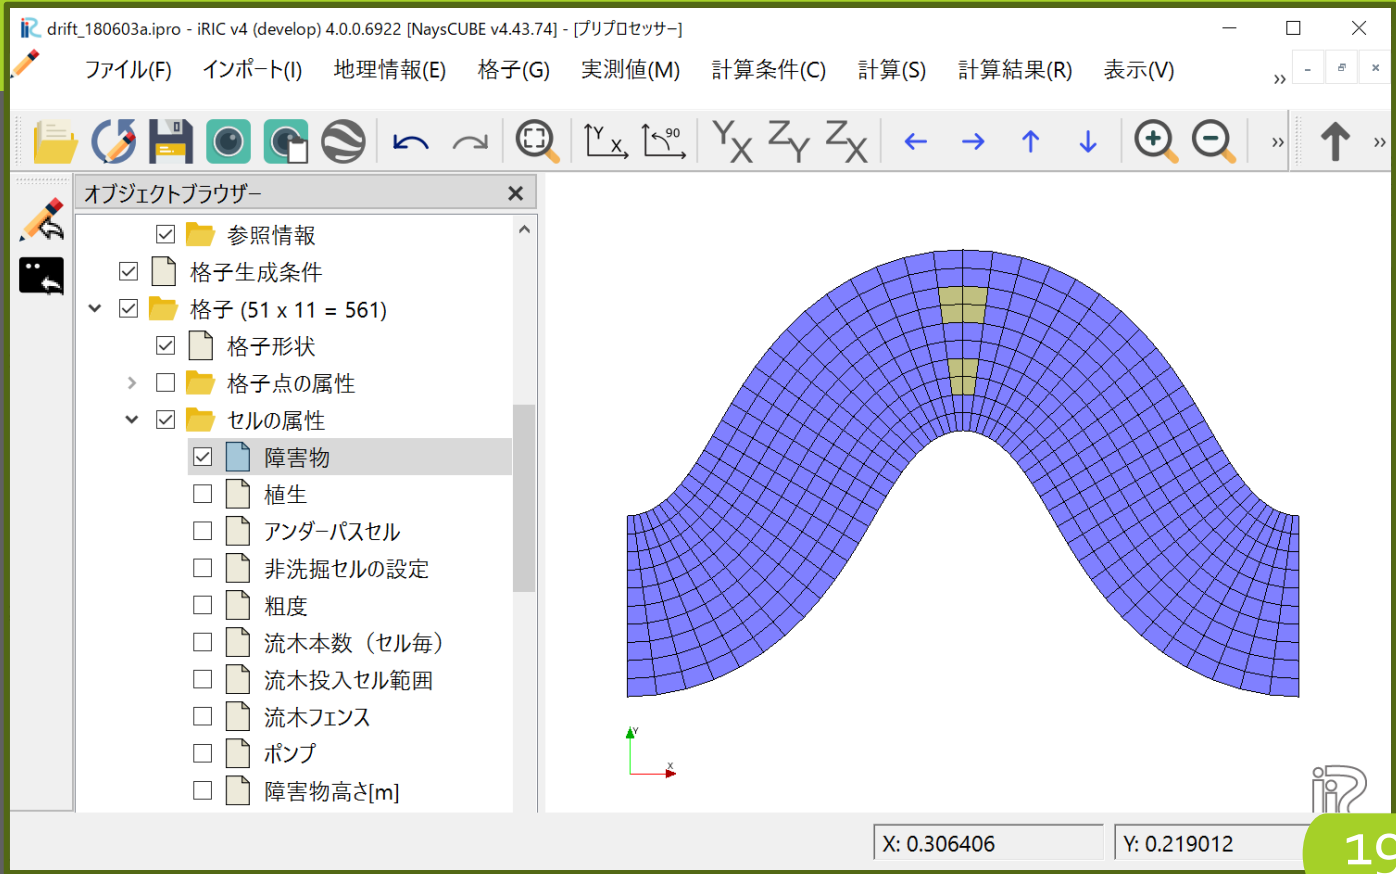 drift_180603a.ipro - iRIC v4 (develop) 4.0.0.6922 [NaysCUBE v4.43.74] - [プリプロセッサー]
ファイル(F) インポート(I) 地理情報(E) 格子(G) 実測値(M) 計算条件(C) 計算(S) 計算結果(R) 表示(V)
Y X 90 Y X Z Y Z X
オブジェクトブラウザー
参照情報
格子生成条件
格子 (51 x 11 = 561)
格子形状
格子点の属性
セルの属性
障害物
植生
アンダーパスセル
非洗掘セルの設定
粗度
流木本数（セル毎）
流木投入セル範囲
流木フェンス
ポンプ
障害物高さ[m]
Y
X
X: 0.306406 Y: 0.219012
19